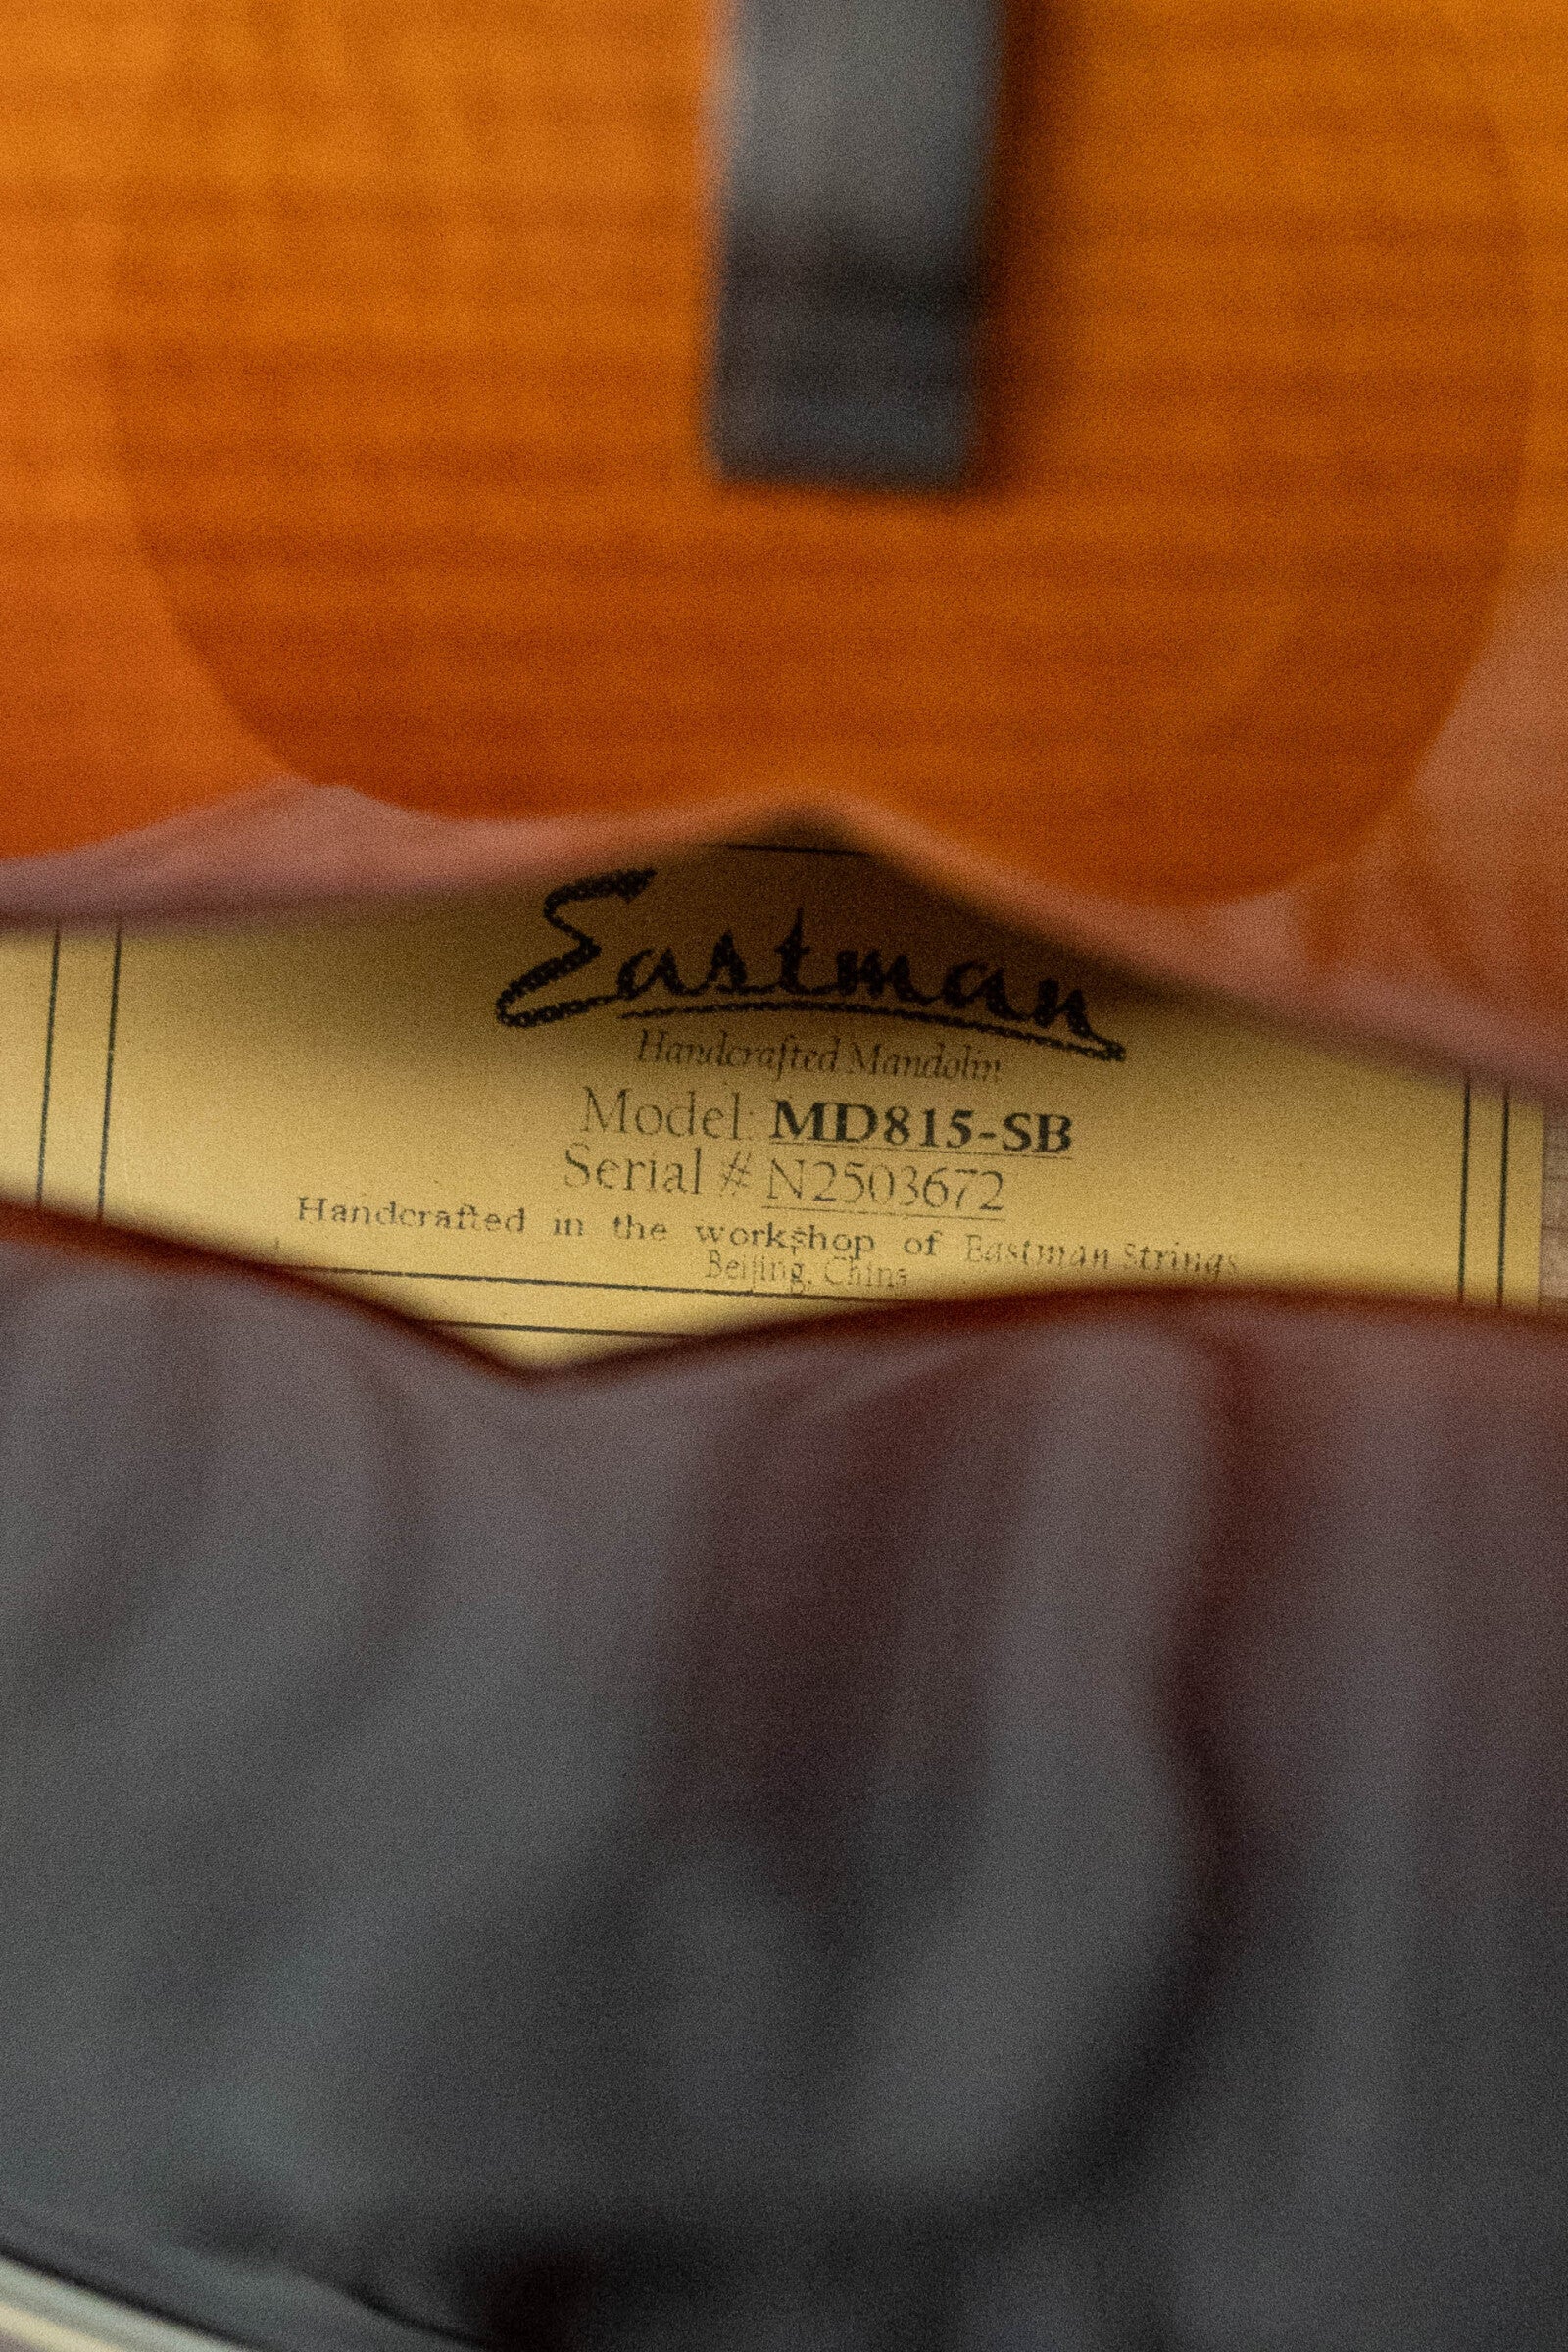 Eastman
Handcrafted Mandolin
Model: MD815-SB
Serial # N2503672
Handcrafted in the workshop of Eastman Strings
Beijing, China